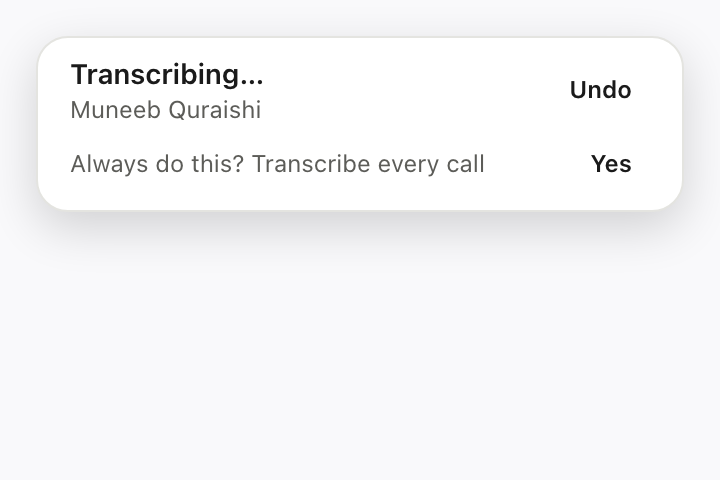 Transcribing...
Muneeb Quraishi
Undo
Always do this? Transcribe every call
Yes